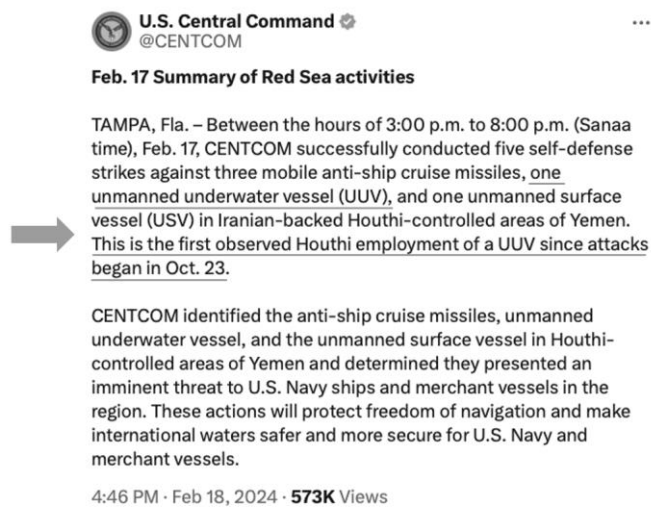 U.S. Central Command
@CENTCOM
Feb. 17 Summary of Red Sea activities
TAMPA, Fla. – Between the hours of 3:00 p.m. to 8:00 p.m. (Sanaa
time), Feb. 17, CENTCOM successfully conducted five self-defense
strikes against three mobile anti-ship cruise missiles, one
unmanned underwater vessel (UUV), and one unmanned surface
vessel (USV) in Iranian-backed Houthi-controlled areas of Yemen.
This is the first observed Houthi employment of a UUV since attacks
began in Oct. 23.
CENTCOM identified the anti-ship cruise missiles, unmanned
underwater vessel, and the unmanned surface vessel in Houthi-
controlled areas of Yemen and determined they presented an
imminent threat to U.S. Navy ships and merchant vessels in the
region. These actions will protect freedom of navigation and make
international waters safer and more secure for U.S. Navy and
merchant vessels.
4:46 PM · Feb 18, 2024 · 573K Views